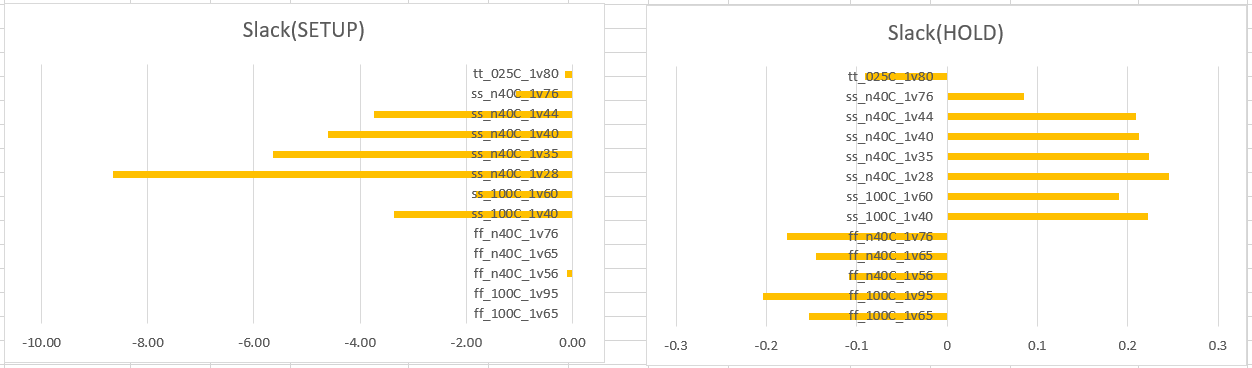 Slack(SETUP)
tt_025C_1v80
ss_n40C_1v76
ss_n40C_1v44
ss_n40C_1v40
ss_n40C_1v35
ss_n40C_1v28
ss_100C_1v60
ss_100C_1v40
ff_n40C_1v76
ff_n40C_1v65
ff_n40C_1v56
ff_100C_1v95
ff_100C_1v65
-10.00 -8.00 -6.00 -4.00 -2.00 0.00
Slack(HOLD)
tt_025C_1v80
ss_n40C_1v76
ss_n40C_1v44
ss_n40C_1v40
ss_n40C_1v35
ss_n40C_1v28
ss_100C_1v60
ss_100C_1v40
ff_n40C_1v76
ff_n40C_1v65
ff_n40C_1v56
ff_100C_1v95
ff_100C_1v65
-0.3 -0.2 -0.1 0 0.1 0.2 0.3